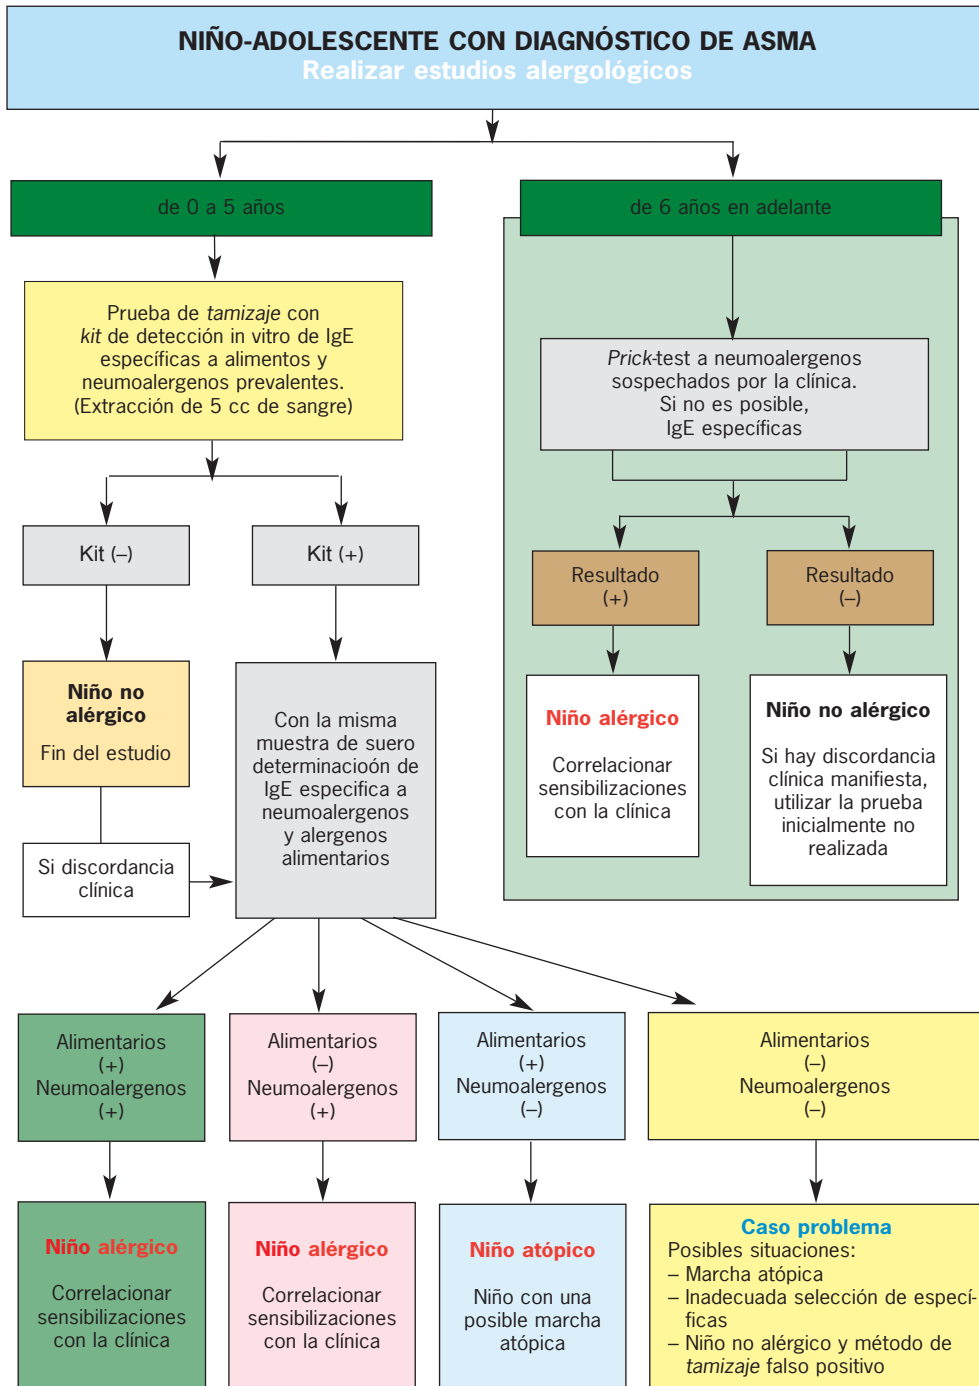 NIÑO-ADOLESCENTE CON DIAGNÓSTICO DE ASMA
Realizar estudios alergológicos
de 0 a 5 años
de 6 años en adelante
Prueba de tamizaje con
kit de detección in vitro de IgE
específicas a alimentos y
neumoalergenos prevalentes.
(Extracción de 5 cc de sangre)
Prick-test a neumoalergenos
sospechados por la clínica.
Si no es posible,
IgE específicas
Kit (–)
Kit (+)
Resultado
(+)
Resultado
(–)
Niño no
alérgico
Fin del estudio
Con la misma
muestra de suero
determinacioón de
IgE especifica a
neumoalergenos
y alergenos
alimentarios
Niño alérgico
Correlacionar
sensibilizaciones
con la clínica
Niño no alérgico
Si hay discordancia
clínica manifiesta,
utilizar la prueba
inicialmente no
realizada
Si discordancia
clínica
Alimentarios
(+)
Neumoalergenos
(+)
Alimentarios
(–)
Neumoalergenos
(+)
Alimentarios
(+)
Neumoalergenos
(–)
Alimentarios
(–)
Neumoalergenos
(–)
Niño alérgico
Correlacionar
sensibilizaciones
con la clínica
Niño alérgico
Correlacionar
sensibilizaciones
con la clínica
Niño atópico
Niño con una
posible marcha
atópica
Caso problema
Posibles situaciones:
– Marcha atópica
– Inadecuada selección de especí-
ficas
– Niño no alérgico y método de
tamizaje falso positivo